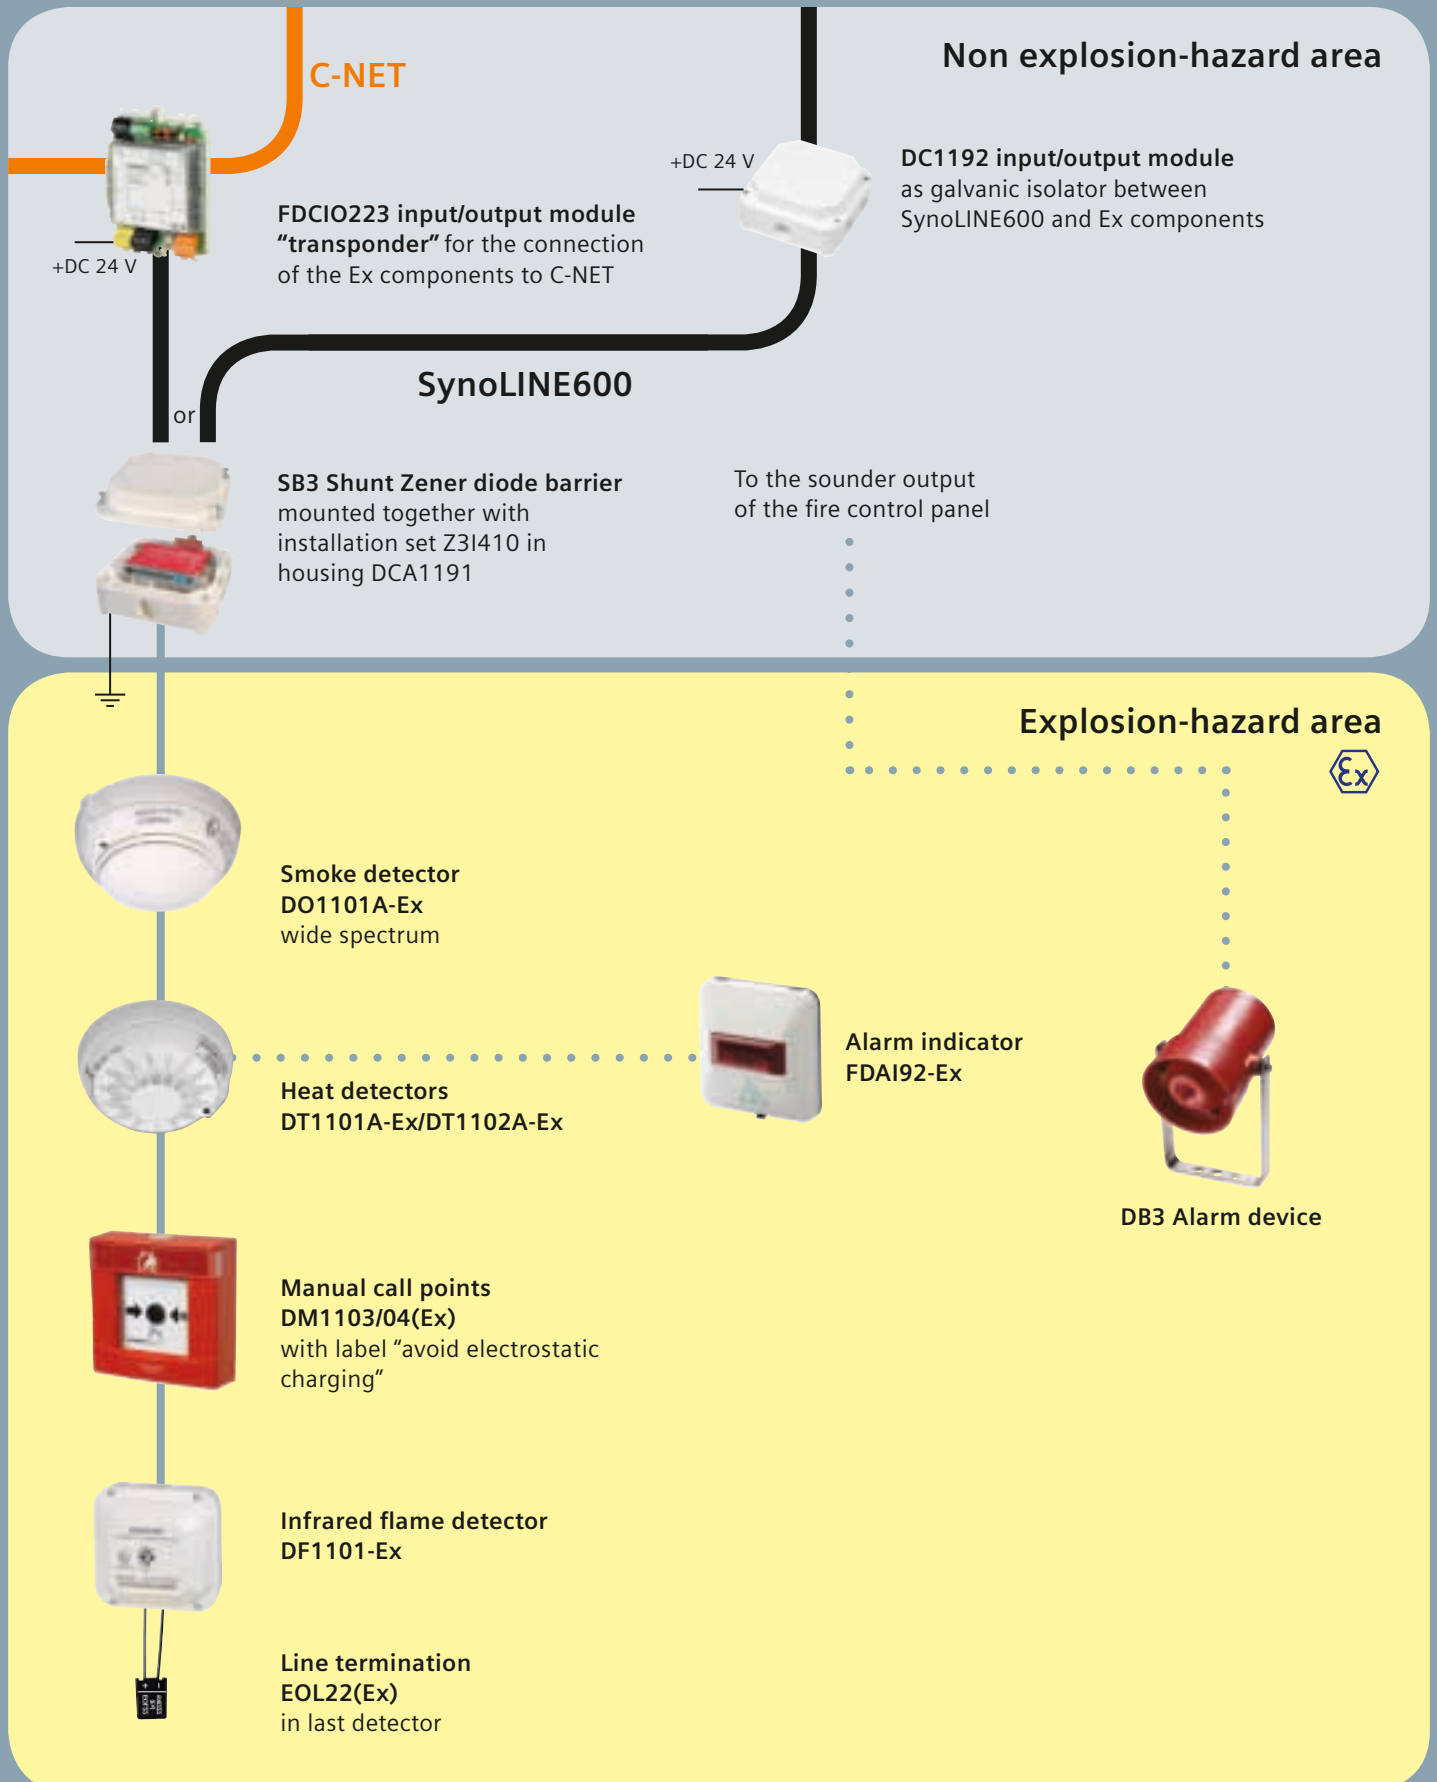 C-NET
Non explosion-hazard area
+DC 24 V
DC1192 input/output module
as galvanic isolator between
SynoLINE600 and Ex components
FDCIO223 input/output module
“transponder” for the connection
of the Ex components to C-NET
+DC 24 V
SynoLINE600
or
SB3 Shunt Zener diode barrier
mounted together with
installation set Z3I410 in
housing DCA1191
To the sounder output
of the fire control panel
Explosion-hazard area
Ex
Smoke detector
DO1101A-Ex
wide spectrum
Heat detectors
DT1101A-Ex/DT1102A-Ex
Alarm indicator
FDAI92-Ex
DB3 Alarm device
Manual call points
DM1103/04(Ex)
with label “avoid electrostatic
charging”
Infrared flame detector
DF1101-Ex
Line termination
EOL22(Ex)
in last detector